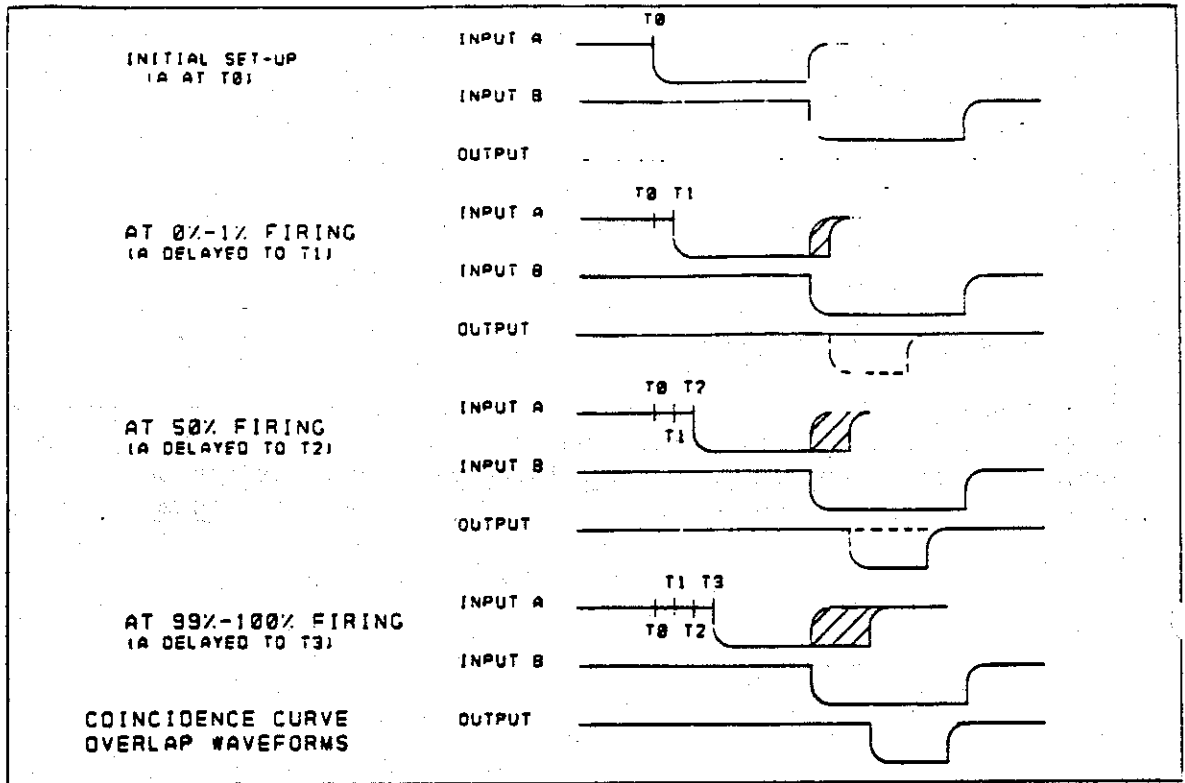 T0
INITIAL SET-UP
(A AT T0)
INPUT A
INPUT B
OUTPUT
T0 T1
AT 0%-1% FIRING
(A DELAYED TO T1)
INPUT A
INPUT B
OUTPUT
T0 T2
T1
AT 50% FIRING
(A DELAYED TO T2)
INPUT A
INPUT B
OUTPUT
T1 T3
T0 T2
AT 99%-100% FIRING
(A DELAYED TO T3)
INPUT A
INPUT B
OUTPUT
COINCIDENCE CURVE
OVERLAP WAVEFORMS